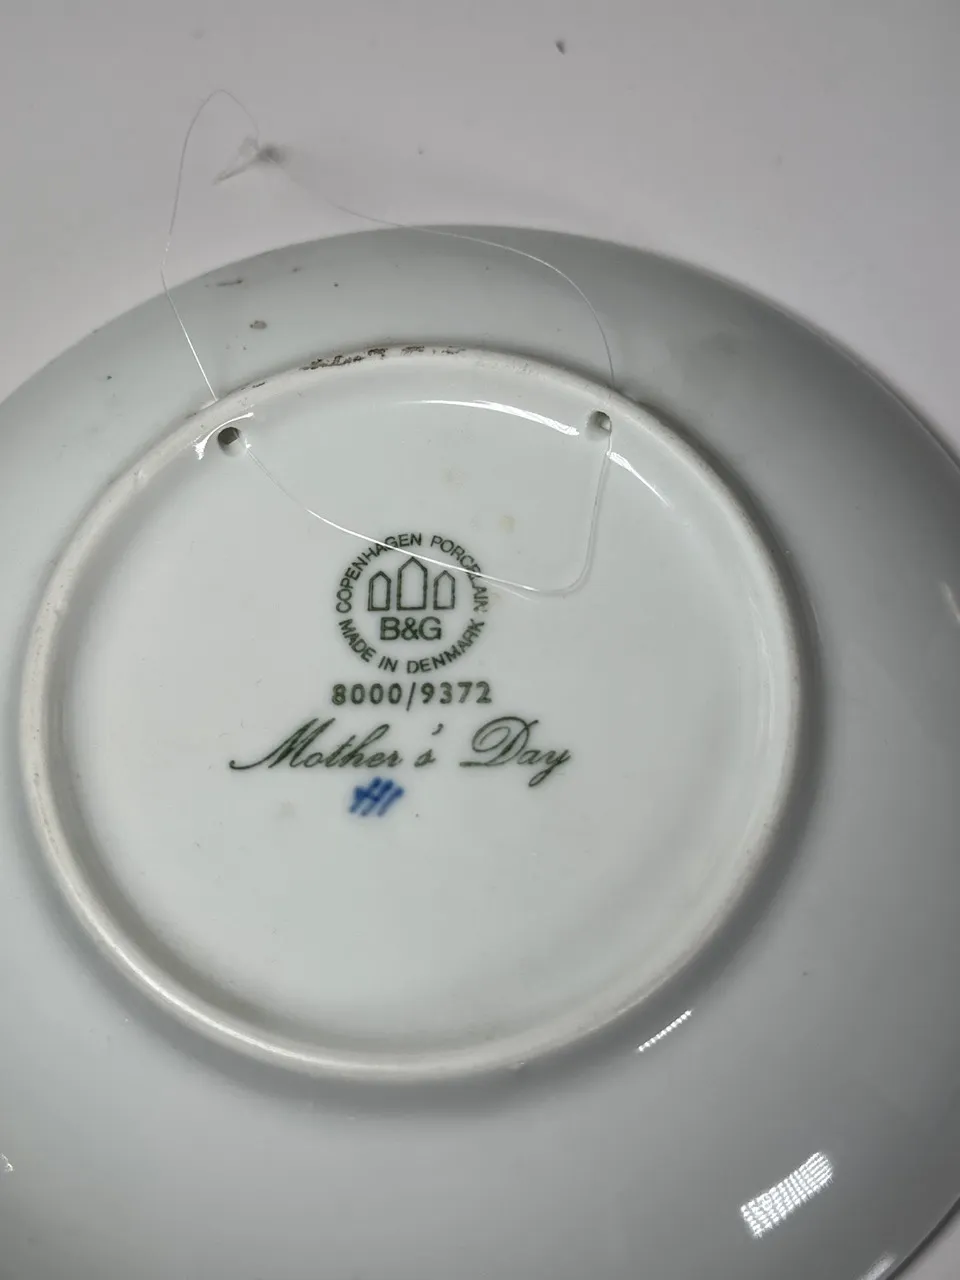 COPENHAGEN PORCELAIN
B&G
MADE IN DENMARK
8000/9372
Mother's Day